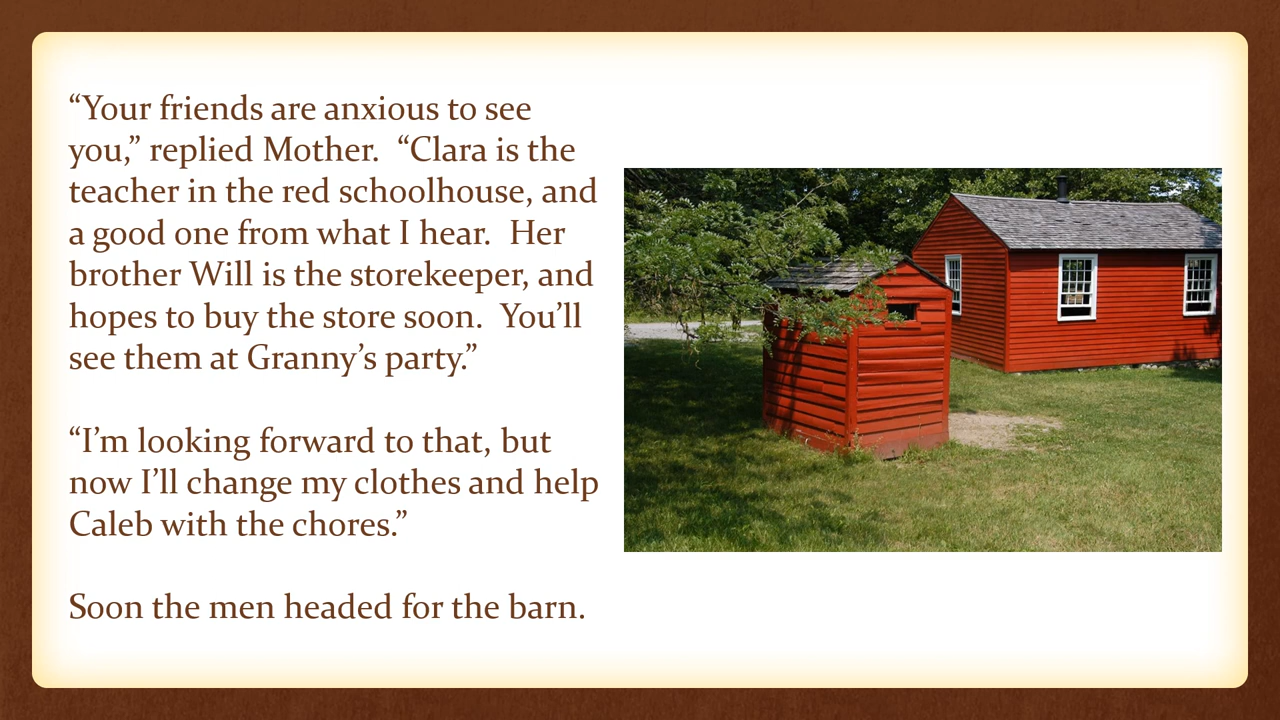 “Your friends are anxious to see
you,” replied Mother.  “Clara is the
teacher in the red schoolhouse, and
a good one from what I hear.  Her
brother Will is the storekeeper, and
hopes to buy the store soon.  You’ll
see them at Granny’s party.”
“I’m looking forward to that, but
now I’ll change my clothes and help
Caleb with the chores.”
Soon the men headed for the barn.